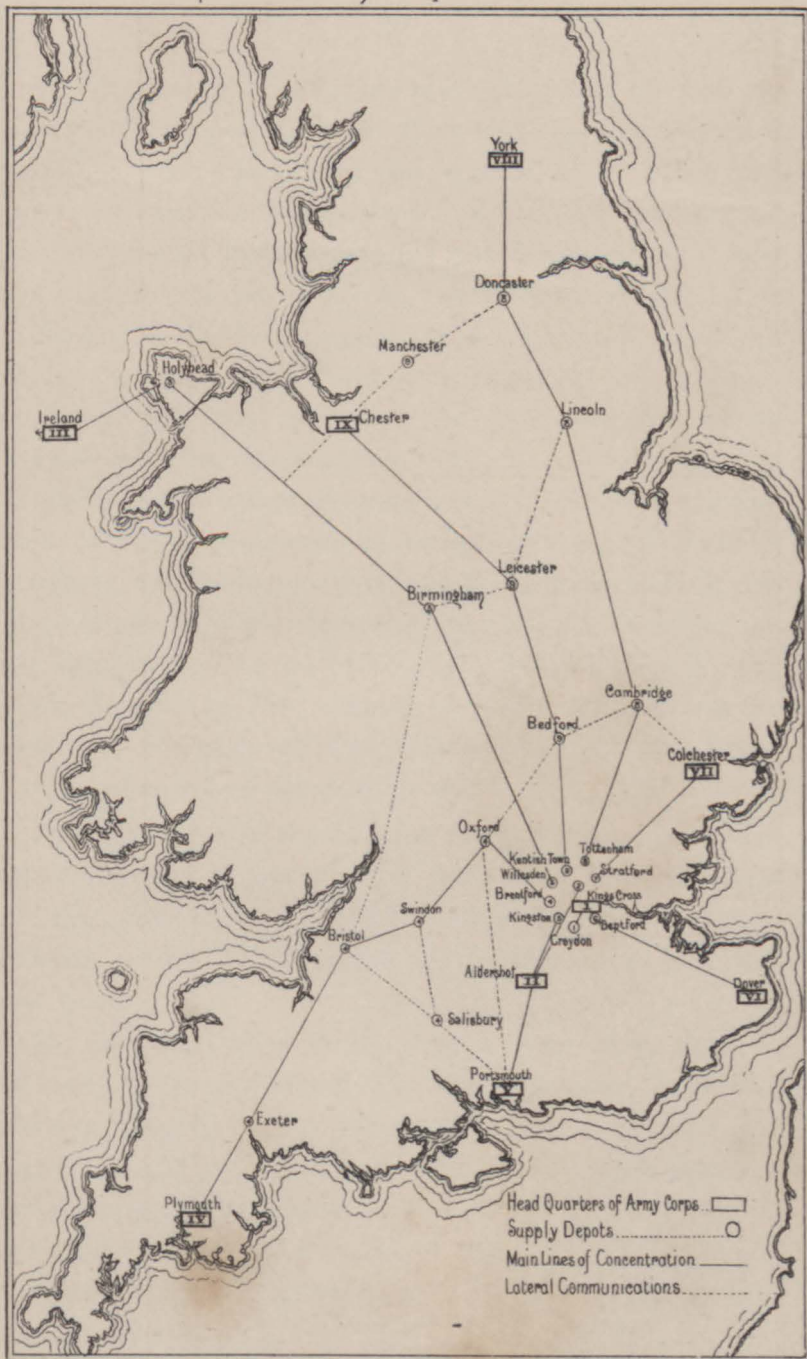 York
VIII
Doncaster
Manchester
Holyhead
Ireland
III
IX Chester
Lincoln
Leicester
Birmingham
Cambridge
Bedford
Colchester
VII
Oxford
Tottenham
Kentish Town
Stratford
Willesden
Brentford
Kings Cross
Swindon
Kingston
Deptford
Bristol
Croydon
Aldershot
II
Dover
VI
Salisbury
Portsmouth
V
Exeter
Plymouth
IV
Head Quarters of Army Corps
Supply Depots
Main Lines of Concentration
Lateral Communications